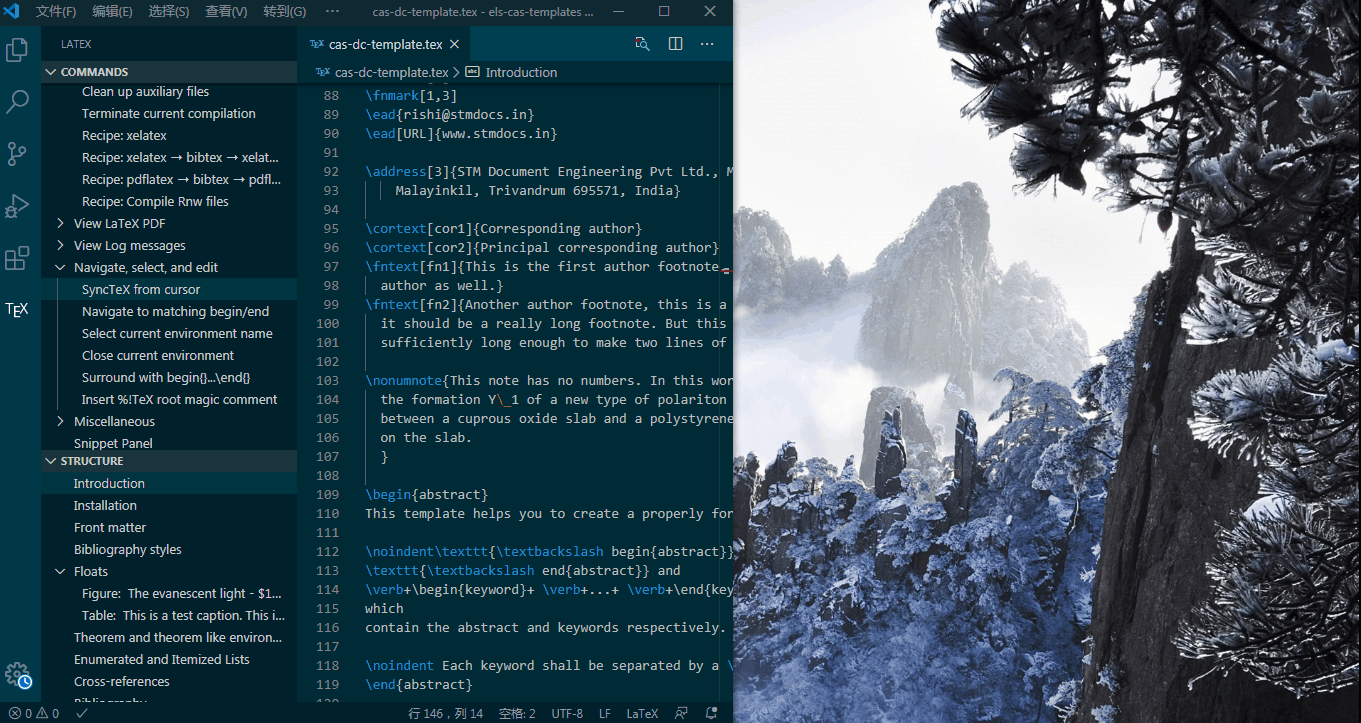 文件(F) 编辑(E) 选择(S) 查看(V) 转到(G) ··· cas-dc-template.tex - els-cas-templates ...
LATEX
COMMANDS
Clean up auxiliary files
Terminate current compilation
Recipe: xelatex
Recipe: xelatex → bibtex → xelat...
Recipe: pdflatex → bibtex → pdfl...
Recipe: Compile Rnw files
View LaTeX PDF
View Log messages
Navigate, select, and edit
SyncTeX from cursor
Navigate to matching begin/end
Select current environment name
Close current environment
Surround with begin{}...\end{}
Insert %!TeX root magic comment
Miscellaneous
Snippet Panel
STRUCTURE
Introduction
Installation
Front matter
Bibliography styles
Floats
Figure: The evanescent light - $1...
Table: This is a test caption. This i...
Theorem and theorem like environ...
Enumerated and Itemized Lists
Cross-references
Bibliography
TEX
TEX cas-dc-template.tex
TEX cas-dc-template.tex > abc Introduction
88 \fnmark[1,3]
89 \ead{rishi@stmdocs.in}
90 \ead[URL]{www.stmdocs.in}
91
92 \address[3]{STM Document Engineering Pvt Ltd., M
93 Malayinkil, Trivandrum 695571, India}
94
95 \cortext[cor1]{Corresponding author}
96 \cortext[cor2]{Principal corresponding author}
97 \fntext[fn1]{This is the first author footnote.
98 author as well.}
99 \fntext[fn2]{Another author footnote, this is a
100 it should be a really long footnote. But this
101 sufficiently long enough to make two lines of
102
103 \nonumnote{This note has no numbers. In this wor
104 the formation Y\_1 of a new type of polariton
105 between a cuprous oxide slab and a polystyrene
106 on the slab.
107 }
108
109 \begin{abstract}
110 This template helps you to create a properly for
111
112 \noindent\texttt{\textbackslash begin{abstract}}
113 \texttt{\textbackslash end{abstract}} and
114 \verb+\begin{keyword}+ \verb+...+ \verb+\end{key
115 which
116 contain the abstract and keywords respectively.
117
118 \noindent Each keyword shall be separated by a \
119 \end{abstract}
120
0 0 行 146，列 14 空格: 2 UTF-8 LF LaTeX